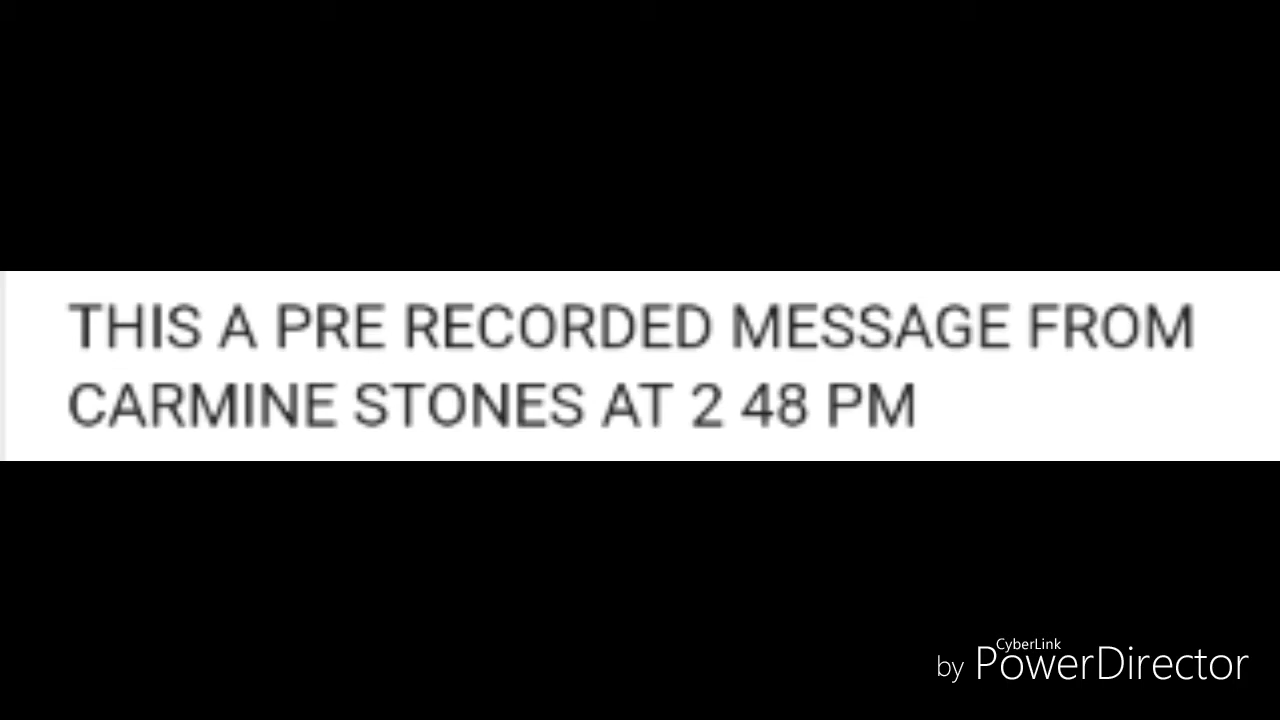 THIS A PRE RECORDED MESSAGE FROM
CARMINE STONES AT 2 48 PM
CyberLink
by PowerDirector